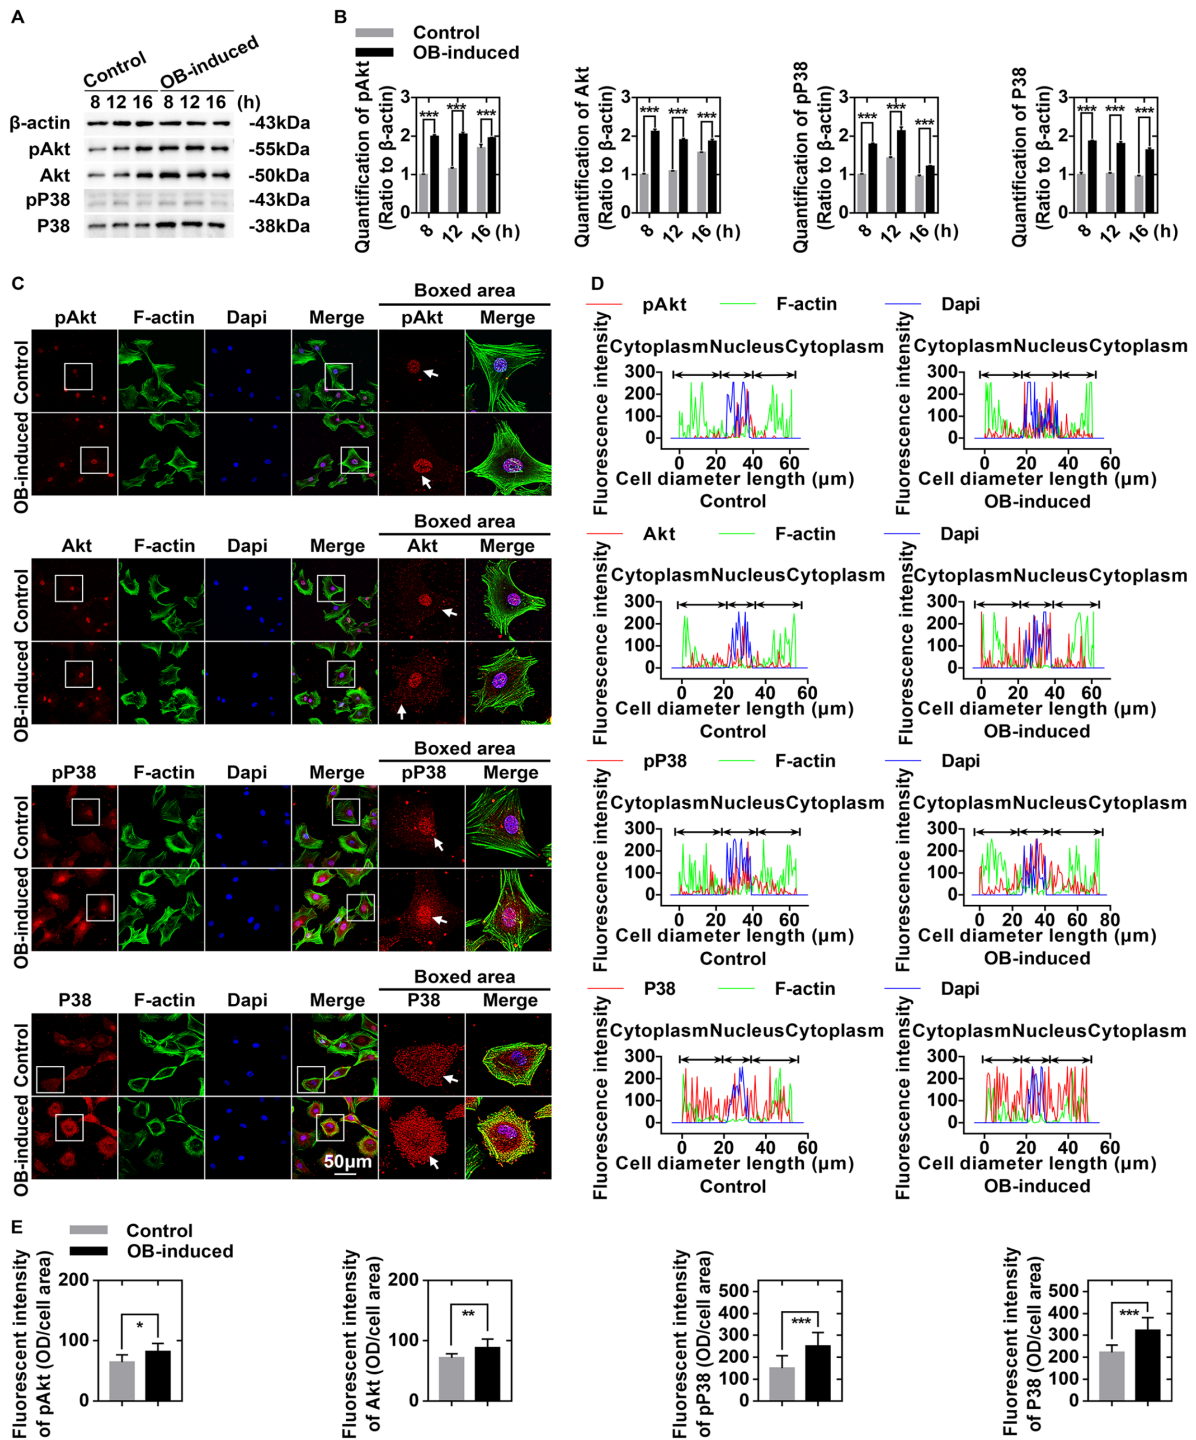 A
Control OB-induced
8 12 16 8 12 16 (h)
β-actin -43kDa
pAkt -55kDa
Akt -50kDa
pP38 -43kDa
P38 -38kDa
B
Control
OB-induced
Quantification of pAkt
(Ratio to β-actin)
3
2
1
0
*** *** ***
8 12 16 (h)
Quantification of Akt
(Ratio to β-actin)
3
2
1
0
*** *** ***
8 12 16 (h)
Quantification of pP38
(Ratio to β-actin)
3
2
1
0
*** *** ***
8 12 16 (h)
Quantification of P38
(Ratio to β-actin)
3
2
1
0
*** *** ***
8 12 16 (h)
C
Boxed area
pAkt F-actin Dapi Merge pAkt Merge
Control
OB-induced
Boxed area
Akt F-actin Dapi Merge Akt Merge
Control
OB-induced
Boxed area
pP38 F-actin Dapi Merge pP38 Merge
Control
OB-induced
Boxed area
P38 F-actin Dapi Merge P38 Merge
Control
OB-induced
50μm
D
pAkt F-actin Dapi
Fluorescence intensity
CytoplasmNucleusCytoplasm
300
200
100
0
0 20 40 60
Cell diameter length (μm)
Control
Fluorescence intensity
CytoplasmNucleusCytoplasm
300
200
100
0
0 20 40 60 80
Cell diameter length (μm)
OB-induced
Akt F-actin Dapi
Fluorescence intensity
CytoplasmNucleusCytoplasm
300
200
100
0
0 20 40 60
Cell diameter length (μm)
Control
Fluorescence intensity
CytoplasmNucleusCytoplasm
300
200
100
0
0 20 40 60 80
Cell diameter length (μm)
OB-induced
pP38 F-actin Dapi
Fluorescence intensity
CytoplasmNucleusCytoplasm
300
200
100
0
0 20 40 60 80
Cell diameter length (μm)
Control
Fluorescence intensity
CytoplasmNucleusCytoplasm
300
200
100
0
0 20 40 60 80
Cell diameter length (μm)
OB-induced
P38 F-actin Dapi
Fluorescence intensity
CytoplasmNucleusCytoplasm
300
200
100
0
0 20 40 60
Cell diameter length (μm)
Control
Fluorescence intensity
CytoplasmNucleusCytoplasm
300
200
100
0
0 20 40 60
Cell diameter length (μm)
OB-induced
E
Control
OB-induced
Fluorescent intensity
of pAkt (OD/cell area)
200
100
0
*
Fluorescent intensity
of Akt (OD/cell area)
200
100
0
**
Fluorescent intensity
of pP38 (OD/cell area)
500
400
300
200
100
0
***
Fluorescent intensity
of P38 (OD/cell area)
500
400
300
200
100
0
***